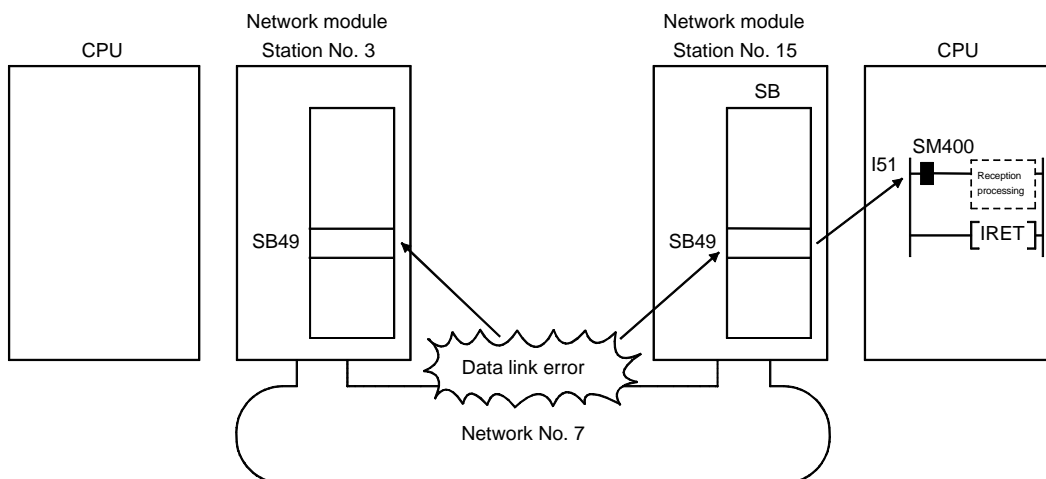 Network module
Network module
CPU
Station No. 3
Station No. 15
CPU
SB
SM400
I51
Reception
processing
SB49
SB49
IRET
Data link error
Network No. 7